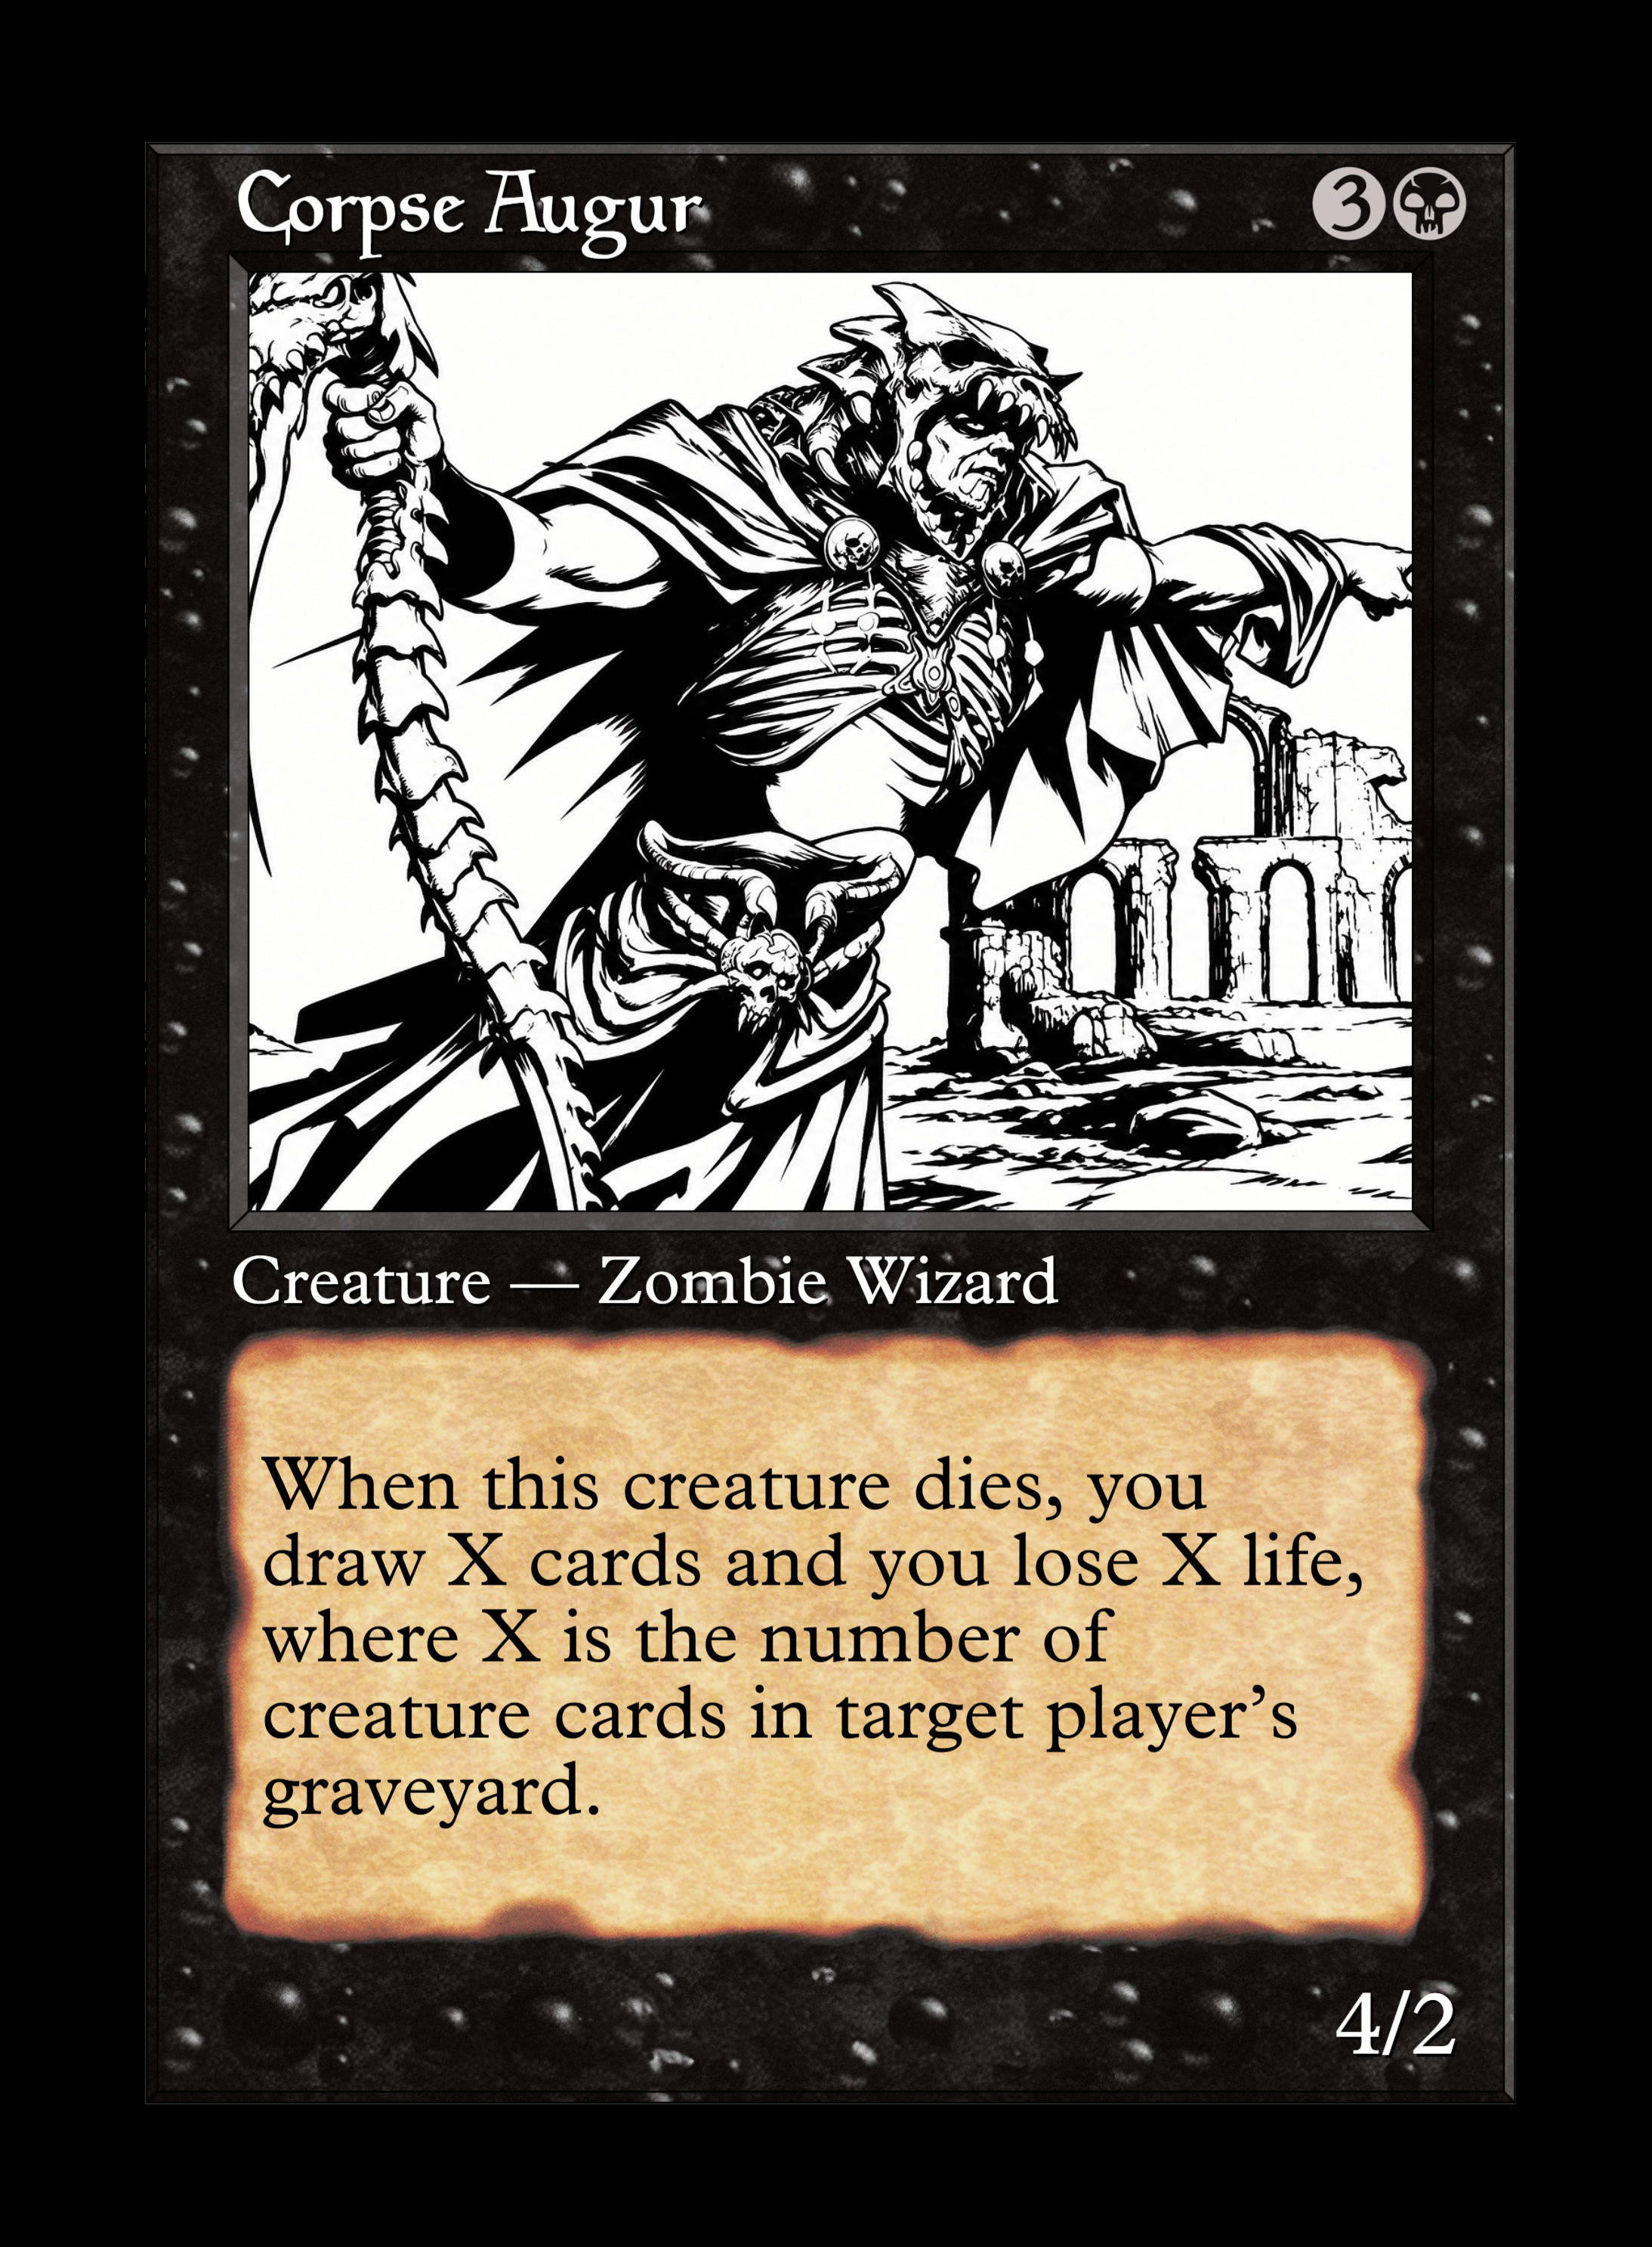 Corpse Augur 3
Creature — Zombie Wizard
When this creature dies, you
draw X cards and you lose X life,
where X is the number of
creature cards in target player’s
graveyard.
4/2